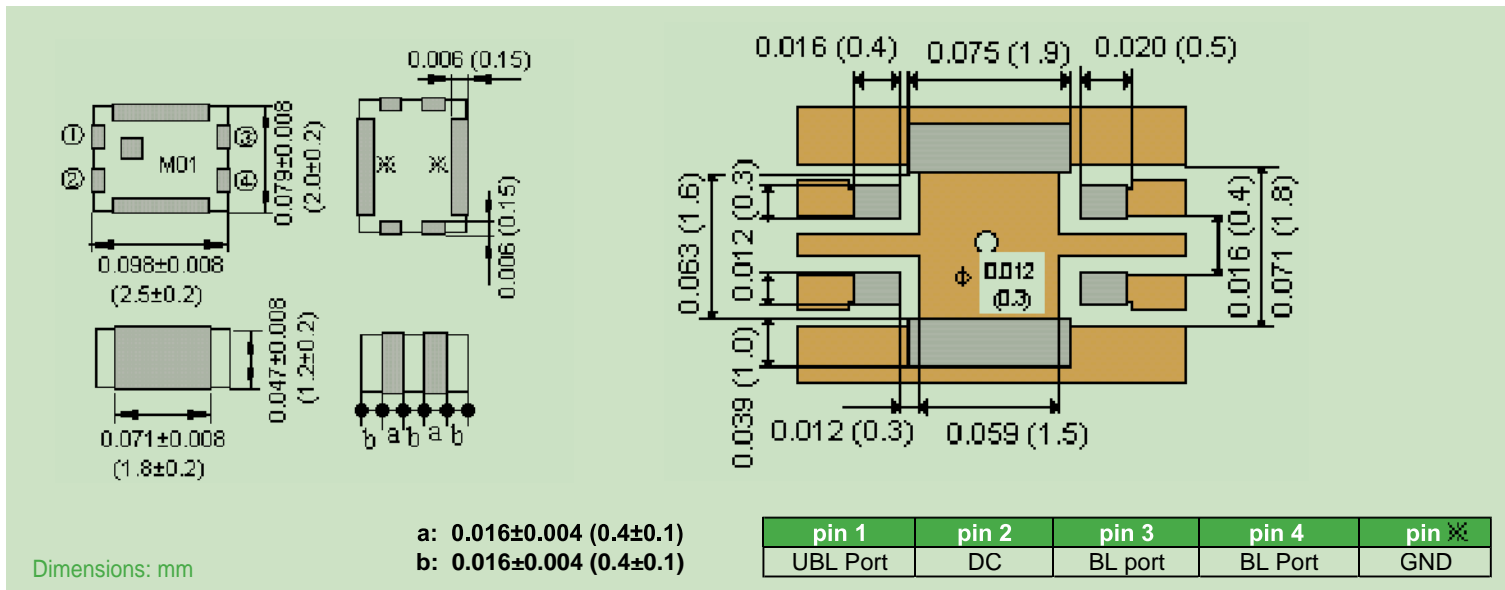 0.006 (0.15)
①
②
③
④
M01
0.079±0.008
(2.0±0.2)
0.098±0.008
(2.5±0.2)
※ ※
0.006 (0.15)
0.047±0.008
(1.2±0.2)
0.071±0.008
(1.8±0.2)
b a b a b
0.016 (0.4) 0.075 (1.9) 0.020 (0.5)
0.063 (1.6)
0.012 (0.3)
0.039 (1.0)
Φ 0.012
(0.3)
0.016 (0.4)
0.071 (1.8)
0.012 (0.3) 0.059 (1.5)
a: 0.016±0.004 (0.4±0.1)
b: 0.016±0.004 (0.4±0.1)
Dimensions: mm
pin 1 pin 2 pin 3 pin 4 pin ※
UBL Port DC BL port BL Port GND